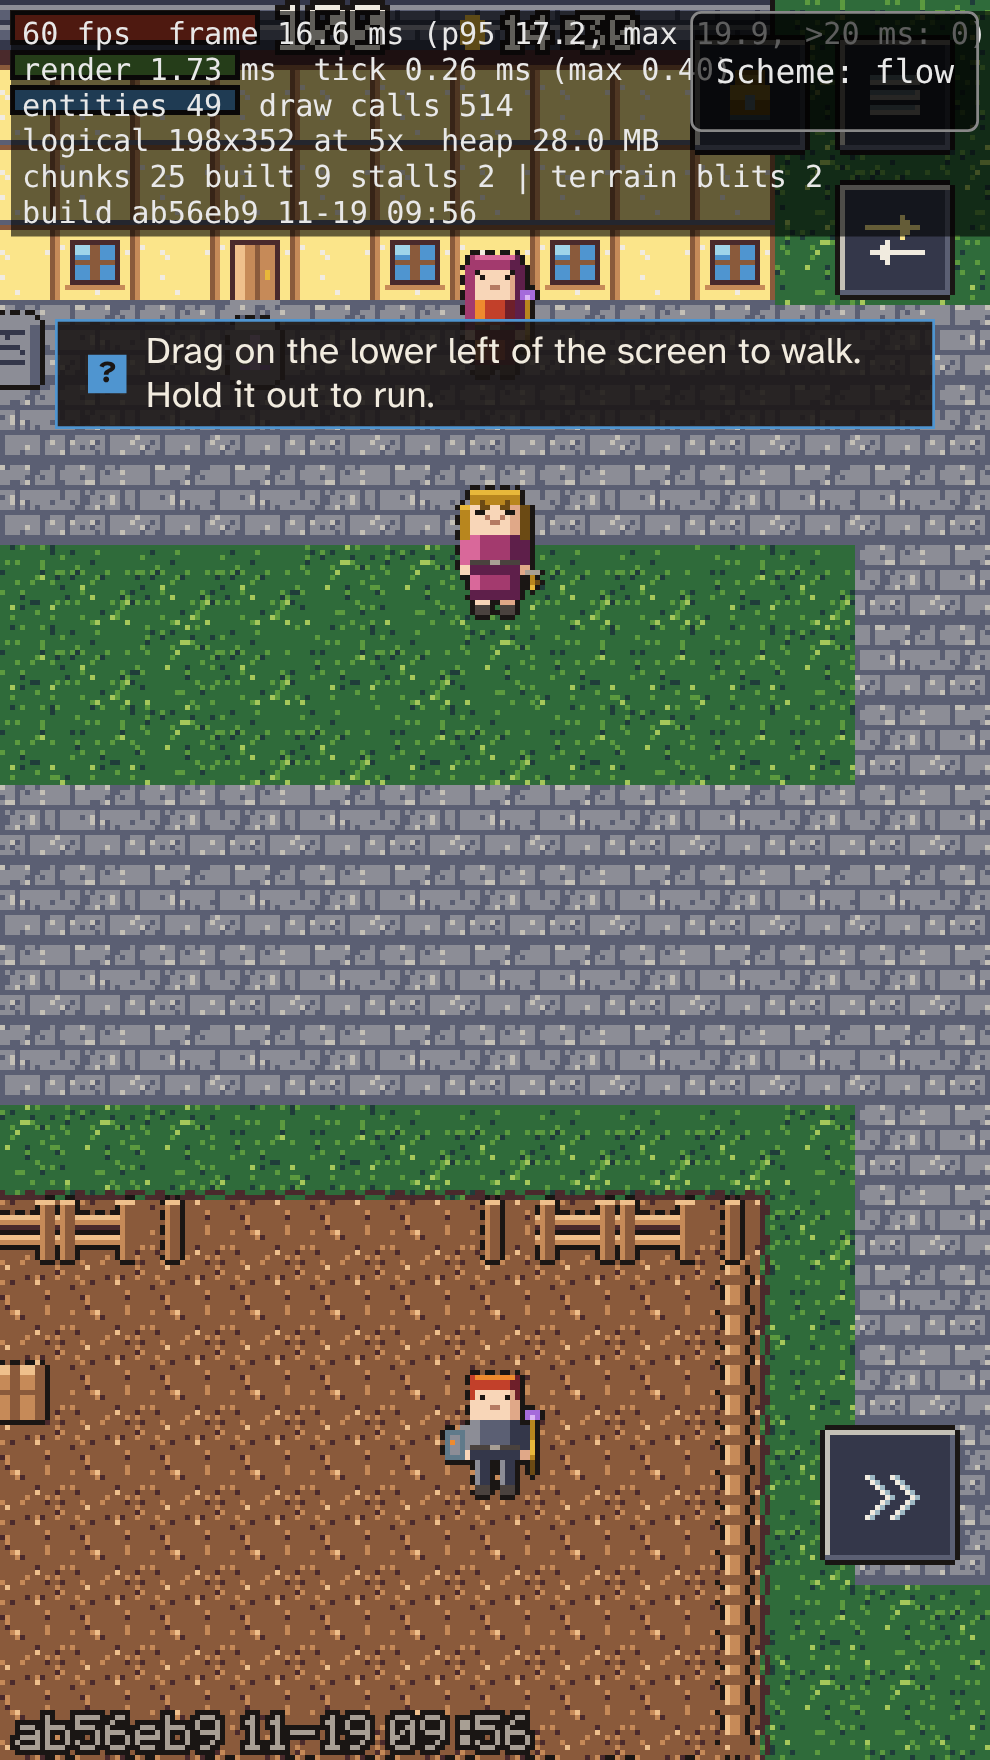 60 fps frame 16.6 ms (p95 17.2, max 19.9, >20 ms: 0)
render 1.73 ms tick 0.26 ms (max 0.40)
Scheme: flow
entities 49 draw calls 514
logical 198x352 at 5x heap 28.0 MB
chunks 25 built 9 stalls 2 | terrain blits 2
build ab56eb9 11-19 09:56
? Drag on the lower left of the screen to walk.
Hold it out to run.
ab56eb9 11-19 09:56